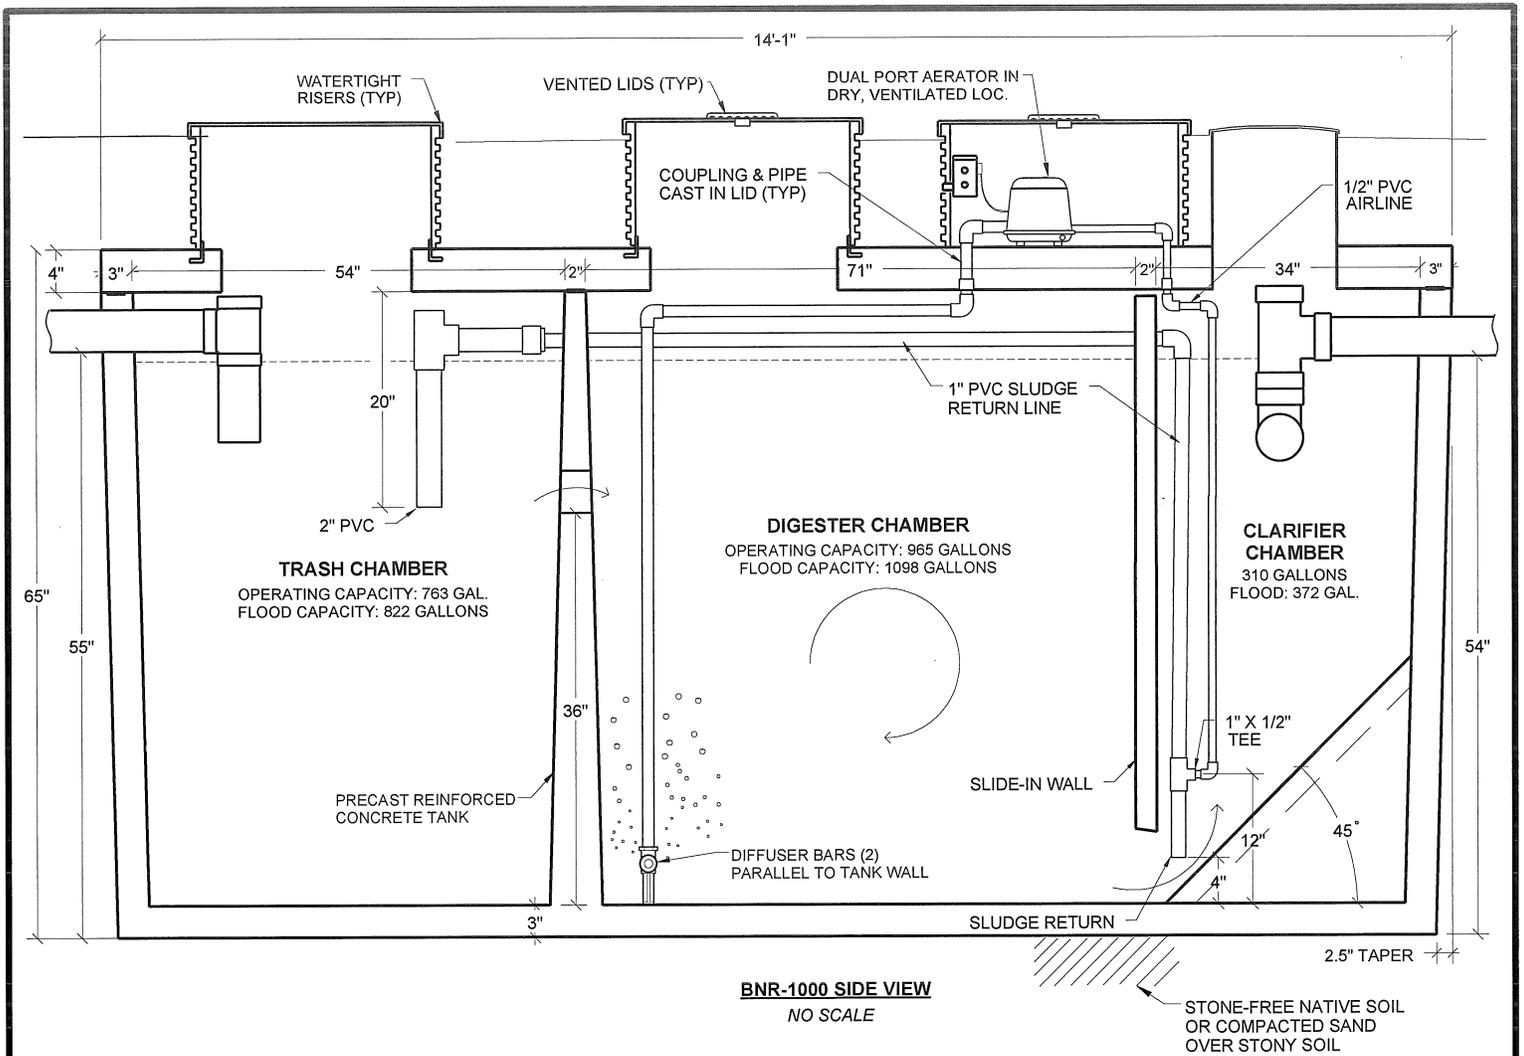 14'-1"
WATERTIGHT
RISERS (TYP)
VENTED LIDS (TYP)
DUAL PORT AERATOR IN
DRY, VENTILATED LOC.
COUPLING & PIPE
CAST IN LID (TYP)
1/2" PVC
AIRLINE
4"
3"
54"
2"
71"
2"
34"
3"
20"
1" PVC SLUDGE
RETURN LINE
2" PVC
DIGESTER CHAMBER
OPERATING CAPACITY: 965 GALLONS
FLOOD CAPACITY: 1098 GALLONS
CLARIFIER
CHAMBER
310 GALLONS
FLOOD: 372 GAL.
TRASH CHAMBER
OPERATING CAPACITY: 763 GAL.
FLOOD CAPACITY: 822 GALLONS
65"
55"
54"
36"
1" X 1/2"
TEE
SLIDE-IN WALL
PRECAST REINFORCED
CONCRETE TANK
12"
45°
DIFFUSER BARS (2)
PARALLEL TO TANK WALL
4"
3"
SLUDGE RETURN
2.5" TAPER
BNR-1000 SIDE VIEW
NO SCALE
STONE-FREE NATIVE SOIL
OR COMPACTED SAND
OVER STONY SOIL